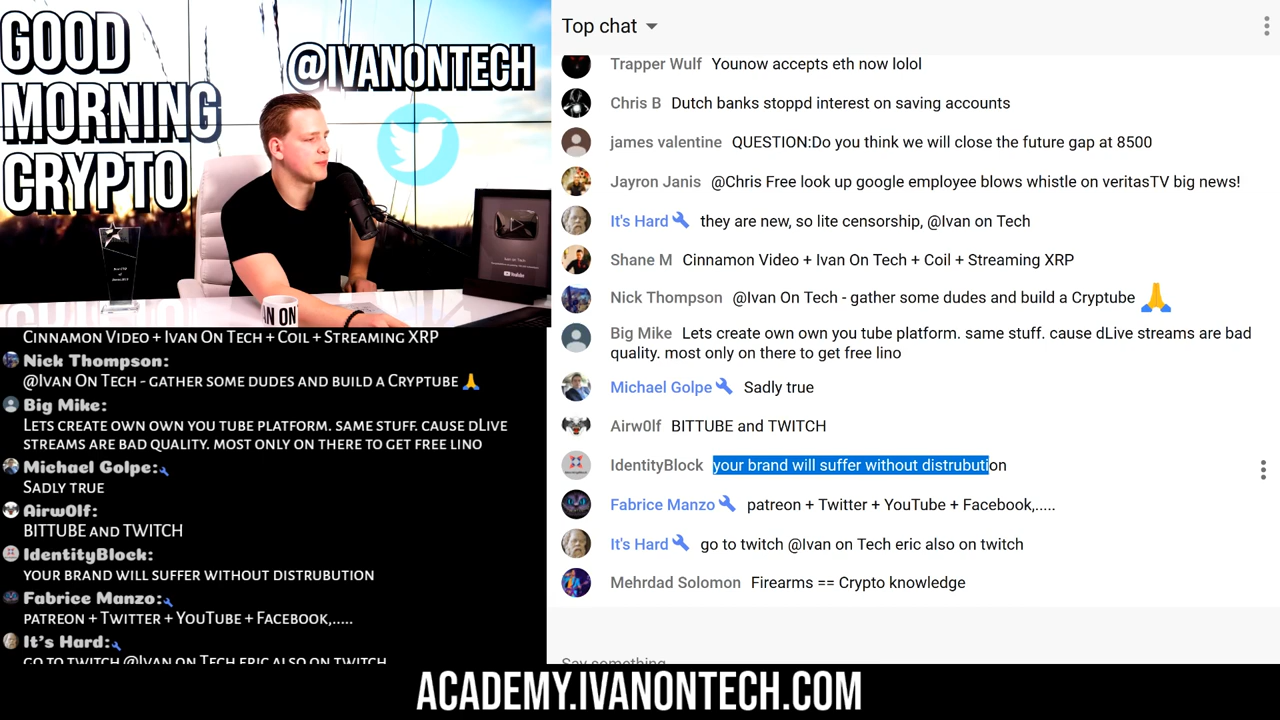 GOOD
MORNING
CRYPTO
@IVANONTECH
Ivan on Tech
YouTube
AN ON
CINNAMON VIDEO + IVAN ON TECH + COIL + STREAMING XRP
NICK THOMPSON:
@IVAN ON TECH - GATHER SOME DUDES AND BUILD A CRYPTUBE 🙏
BIG MIKE:
LETS CREATE OWN OWN YOU TUBE PLATFORM. SAME STUFF. CAUSE DLIVE
STREAMS ARE BAD QUALITY. MOST ONLY ON THERE TO GET FREE LINO
MICHAEL GOLPE:
SADLY TRUE
AIRW0LF:
BITTUBE AND TWITCH
IDENTITYBLOCK:
YOUR BRAND WILL SUFFER WITHOUT DISTRUBUTION
FABRICE MANZO:
PATREON + TWITTER + YOUTUBE + FACEBOOK,.....
IT'S HARD:
GO TO TWITCH @IVAN ON TECH ERIC ALSO ON TWITCH
Top chat
Trapper Wulf Younow accepts eth now lolol
Chris B Dutch banks stoppd interest on saving accounts
james valentine QUESTION:Do you think we will close the future gap at 8500
Jayron Janis @Chris Free look up google employee blows whistle on veritasTV big news!
It's Hard they are new, so lite censorship, @Ivan on Tech
Shane M Cinnamon Video + Ivan On Tech + Coil + Streaming XRP
Nick Thompson @Ivan On Tech - gather some dudes and build a Cryptube 🙏
Big Mike Lets create own own you tube platform. same stuff. cause dLive streams are bad
quality. most only on there to get free lino
Michael Golpe Sadly true
Airw0lf BITTUBE and TWITCH
IdentityBlock your brand will suffer without distrubution
Fabrice Manzo patreon + Twitter + YouTube + Facebook,.....
It's Hard go to twitch @Ivan on Tech eric also on twitch
Mehrdad Solomon Firearms == Crypto knowledge
Say something
ACADEMY.IVANONTECH.COM